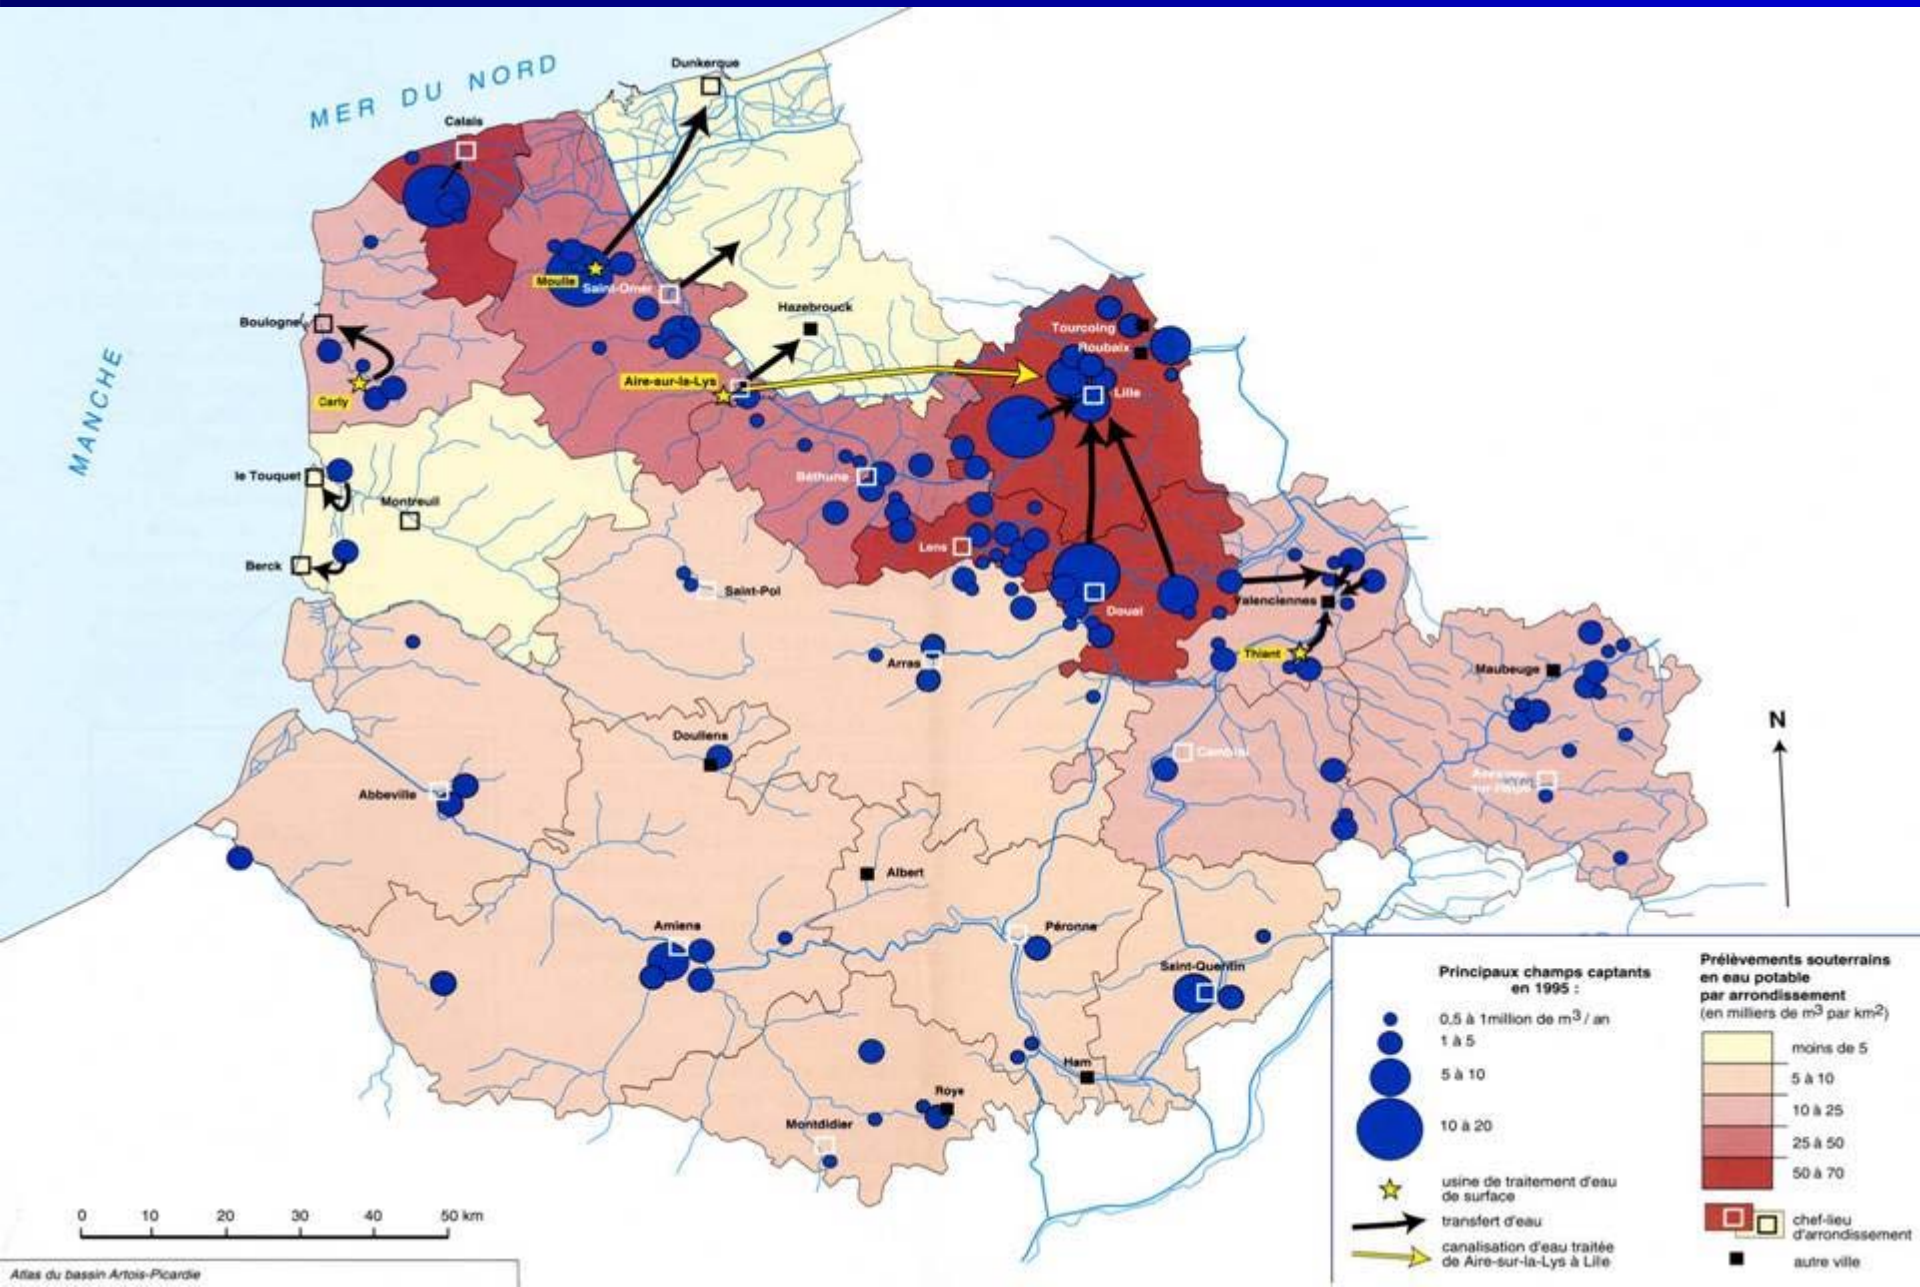 MER DU NORD
Dunkerque
Calais
Moulle
Saint-Omer
Hazebrouck
Boulogne
Tourcoing
Roubaix
MANCHE
Aire-sur-la-Lys
Lille
Carly
le Touquet
Béthune
Montreuil
Lens
Berck
Saint-Pol
Douai
Valenciennes
Arras
Thiant
Maubeuge
N
Doullens
Cambrai
Abbeville
Albert
Amiens
Péronne
Saint-Quentin
Ham
Roye
Montdidier
Principaux champs captants
en 1995 :
0,5 à 1million de m³ / an
1 à 5
5 à 10
10 à 20
usine de traitement d'eau
de surface
transfert d'eau
canalisation d'eau traitée
de Aire-sur-la-Lys à Lille
Prélèvements souterrains
en eau potable
par arrondissement
(en milliers de m³ par km²)
moins de 5
5 à 10
10 à 25
25 à 50
50 à 70
chef-lieu
d'arrondissement
autre ville
0 10 20 30 40 50 km
Atlas du bassin Artois-Picardie